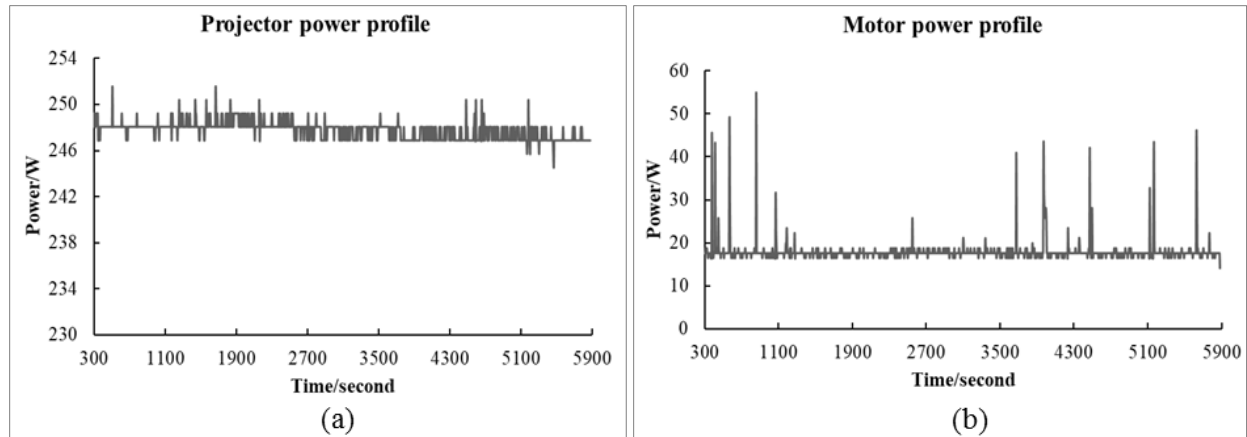 Projector power profile
254
250
246
242
238
234
230
Power/W
300 1100 1900 2700 3500 4300 5100 5900
Time/second
(a)
Motor power profile
60
50
40
30
20
10
0
Power/W
300 1100 1900 2700 3500 4300 5100 5900
Time/second
(b)